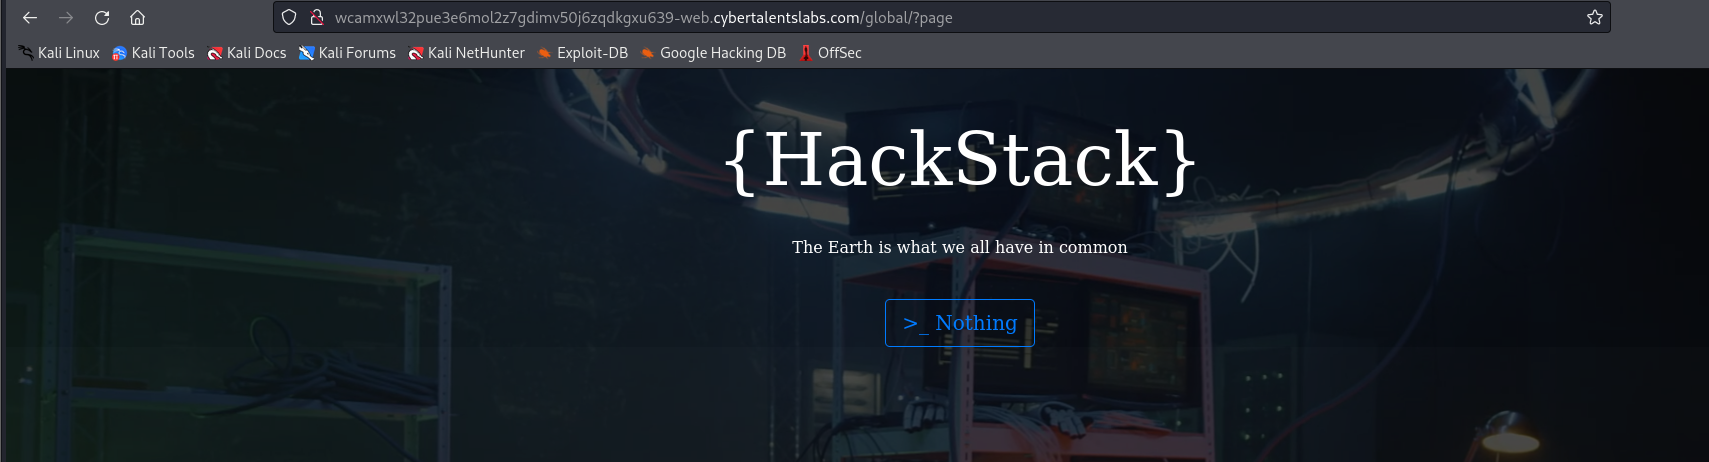 wcamxwl32pue3e6mol2z7gdimv50j6zqdkgxu639-web.cybertalentslabs.com/global/?page
Kali Linux Kali Tools Kali Docs Kali Forums Kali NetHunter Exploit-DB Google Hacking DB OffSec
{HackStack}
The Earth is what we all have in common
>_ Nothing